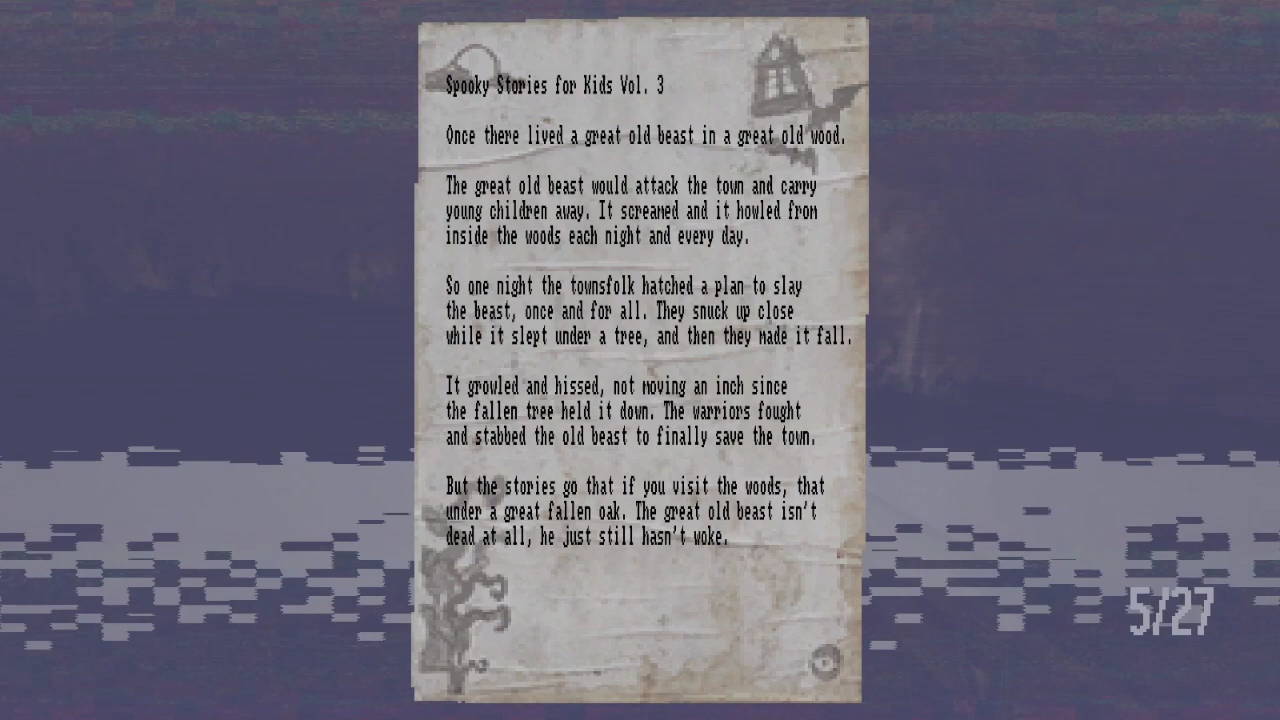 Spooky Stories for Kids Vol. 3
Once there lived a great old beast in a great old wood.
The great old beast would attack the town and carry
young children away. It screamed and it howled from
inside the woods each night and every day.
So one night the townsfolk hatched a plan to slay
the beast, once and for all. They snuck up close
while it slept under a tree, and then they made it fall.
It growled and hissed, not moving an inch since
the fallen tree held it down. The warriors fought
and stabbed the old beast to finally save the town.
But the stories go that if you visit the woods, that
under a great fallen oak. The great old beast isn't
dead at all, he just still hasn't woke.
5/27